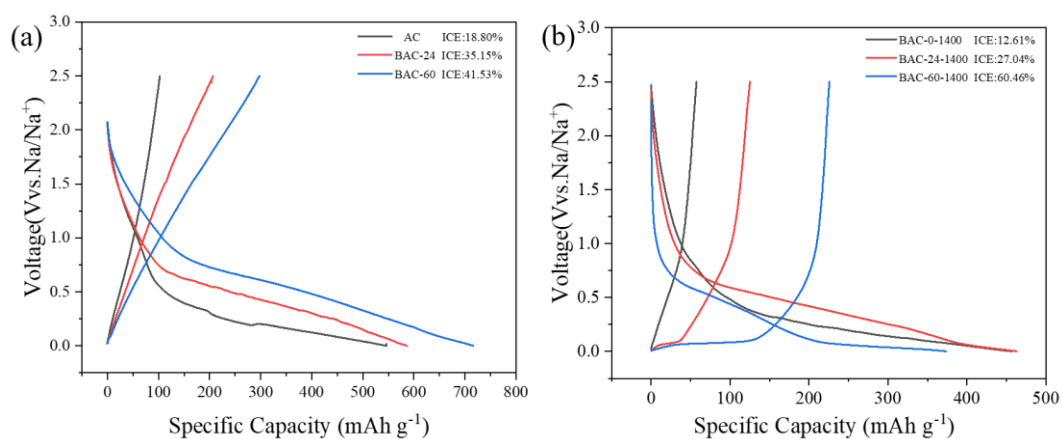 (a)
3.0
AC ICE:18.80%
BAC-24 ICE:35.15%
BAC-60 ICE:41.53%
2.5
2.0
1.5
1.0
0.5
0.0
Voltage(Vvs.Na/Na⁺)
0 100 200 300 400 500 600 700 800
Specific Capacity (mAh g⁻¹)
(b)
3.0
BAC-0-1400 ICE:12.61%
BAC-24-1400 ICE:27.04%
BAC-60-1400 ICE:60.46%
2.5
2.0
1.5
1.0
0.5
0.0
Voltage(Vvs.Na/Na⁺)
0 100 200 300 400 500
Specific Capacity (mAh g⁻¹)